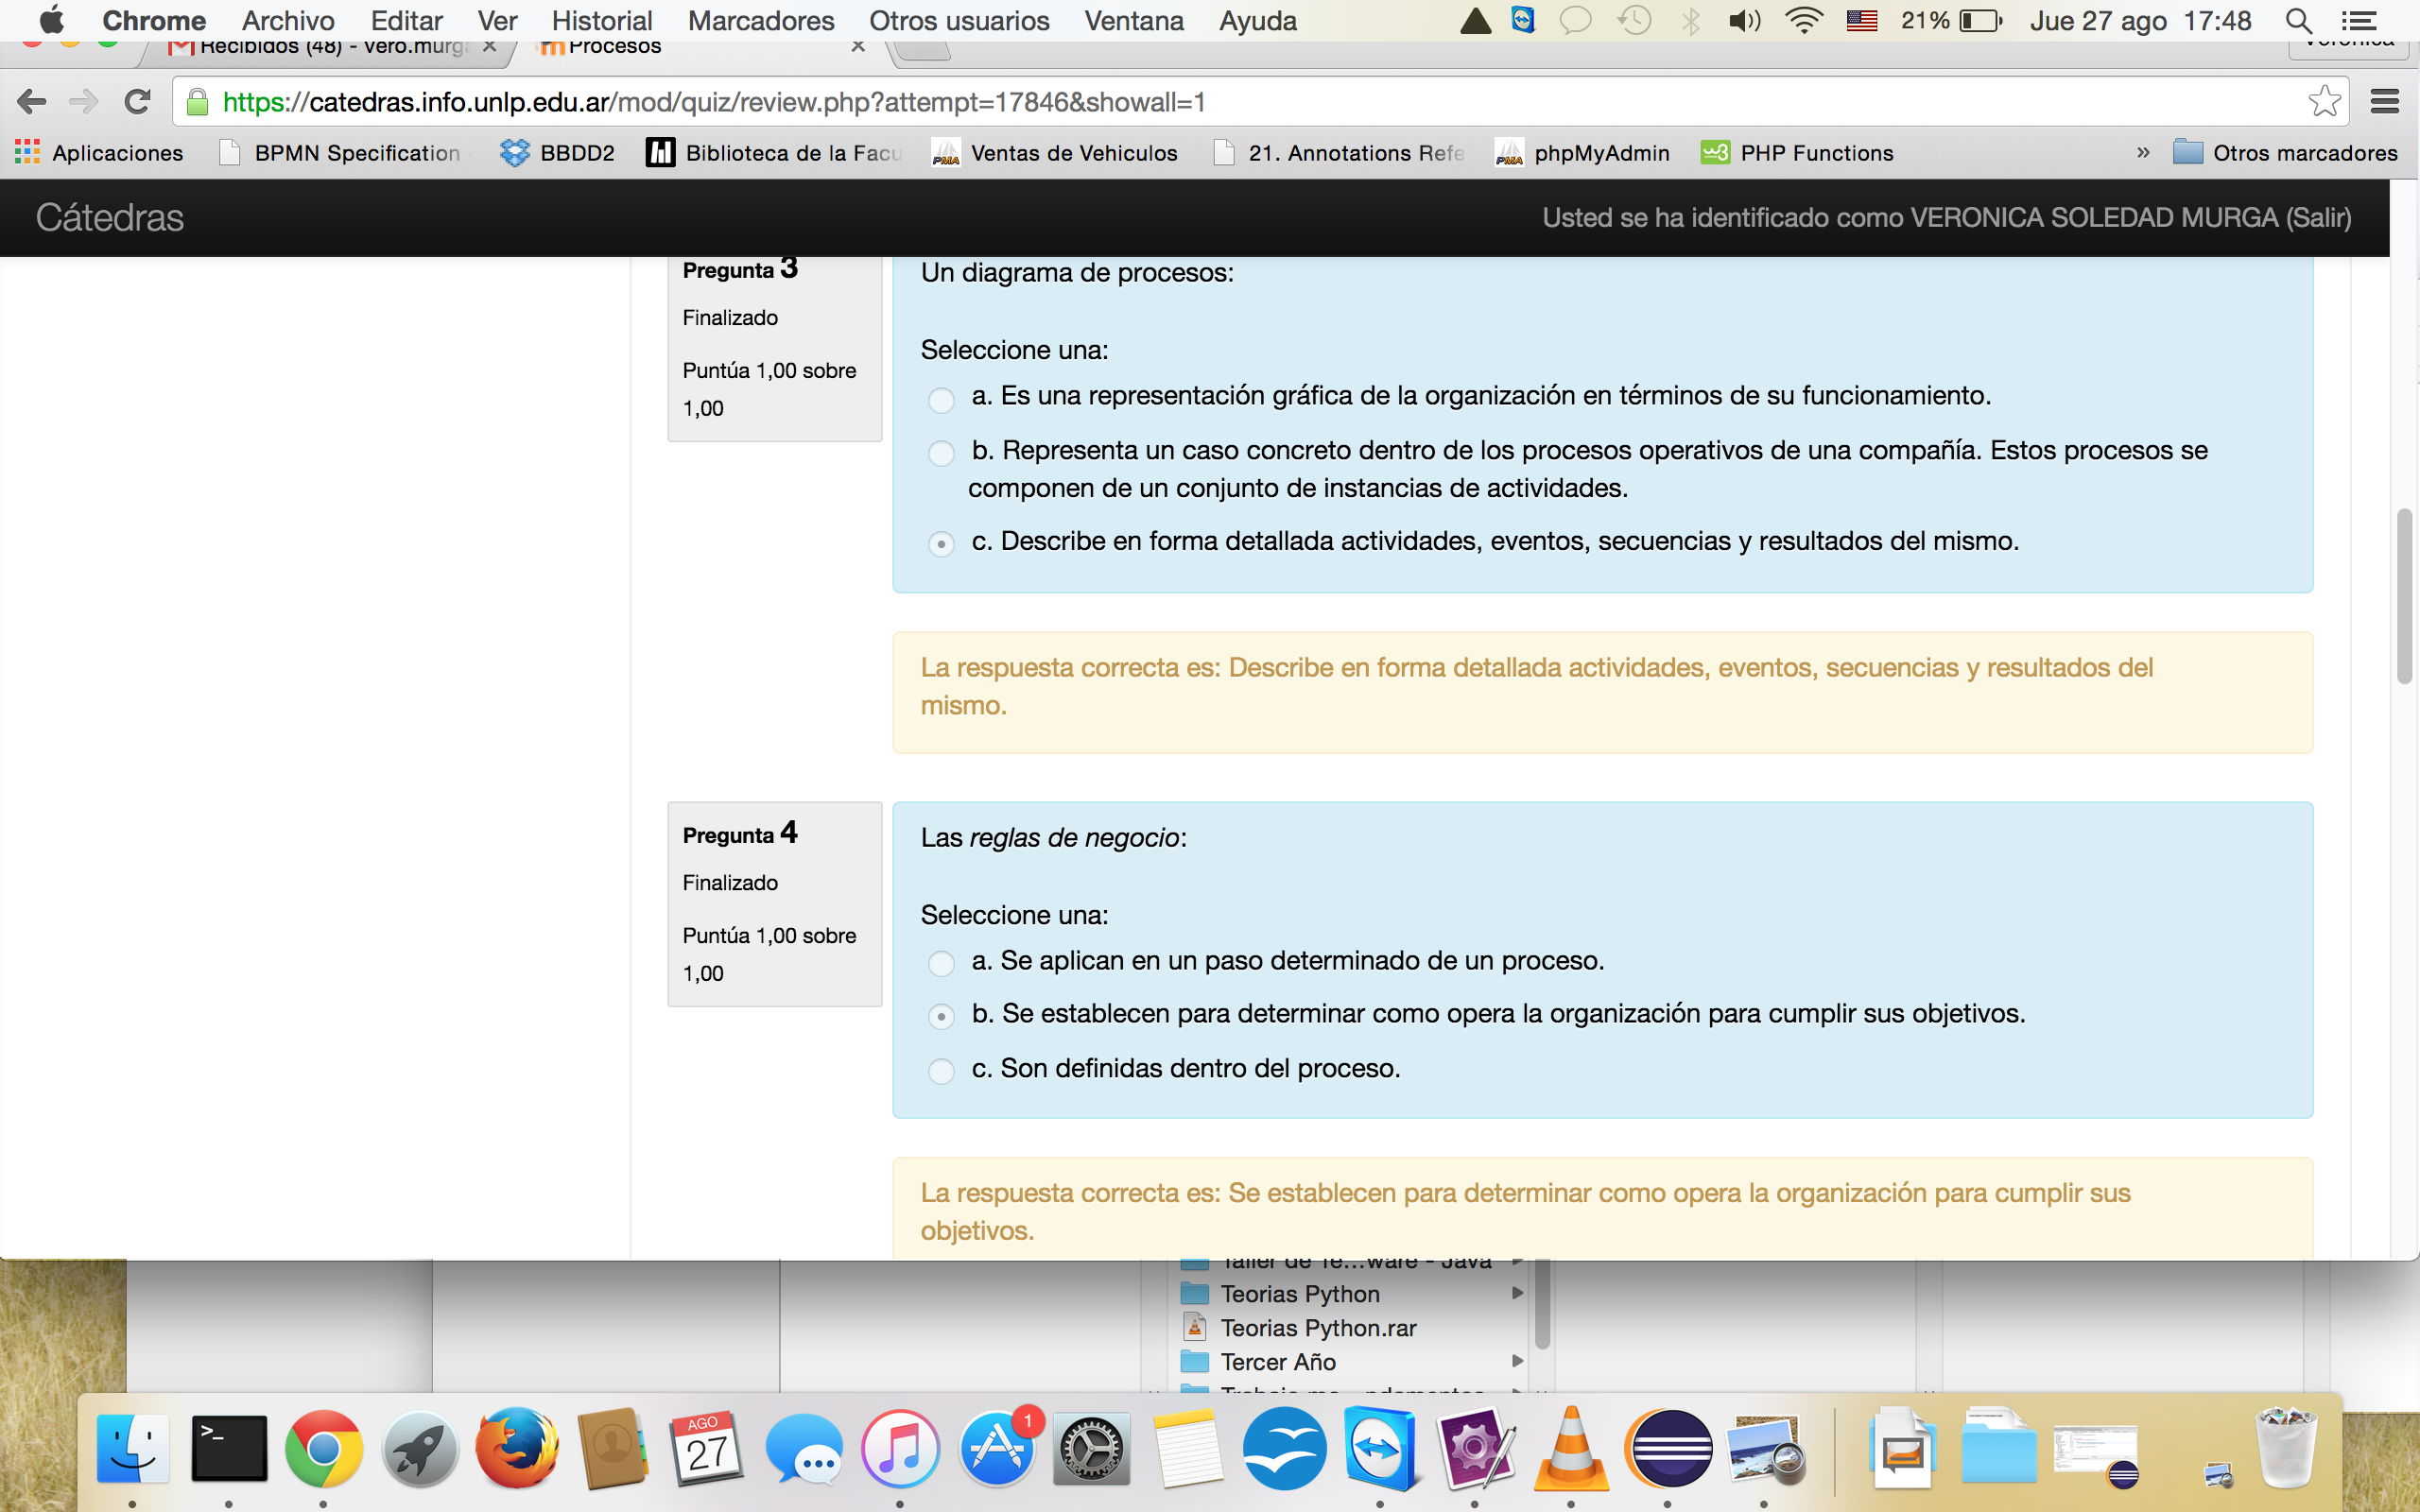 Chrome Archivo Editar Ver Historial Marcadores Otros usuarios Ventana Ayuda 21% Jue 27 ago 17:48
Recibidos (48) - vero.murga Procesos Veronica
https://catedras.info.unlp.edu.ar/mod/quiz/review.php?attempt=17846&showall=1
Aplicaciones BPMN Specification BBDD2 Biblioteca de la Facu PMA Ventas de Vehiculos 21. Annotations Refe PMA phpMyAdmin w3 PHP Functions » Otros marcadores
Cátedras Usted se ha identificado como VERONICA SOLEDAD MURGA (Salir)
Pregunta 3
Finalizado
Puntúa 1,00 sobre
1,00
Un diagrama de procesos:
Seleccione una:
a. Es una representación gráfica de la organización en términos de su funcionamiento.
b. Representa un caso concreto dentro de los procesos operativos de una compañía. Estos procesos se
componen de un conjunto de instancias de actividades.
c. Describe en forma detallada actividades, eventos, secuencias y resultados del mismo.
La respuesta correcta es: Describe en forma detallada actividades, eventos, secuencias y resultados del
mismo.
Pregunta 4
Finalizado
Puntúa 1,00 sobre
1,00
Las reglas de negocio:
Seleccione una:
a. Se aplican en un paso determinado de un proceso.
b. Se establecen para determinar como opera la organización para cumplir sus objetivos.
c. Son definidas dentro del proceso.
La respuesta correcta es: Se establecen para determinar como opera la organización para cumplir sus
objetivos.
Taller de Te...ware - Java
Teorias Python
Teorias Python.rar
Tercer Año
>_
AGO
27
1